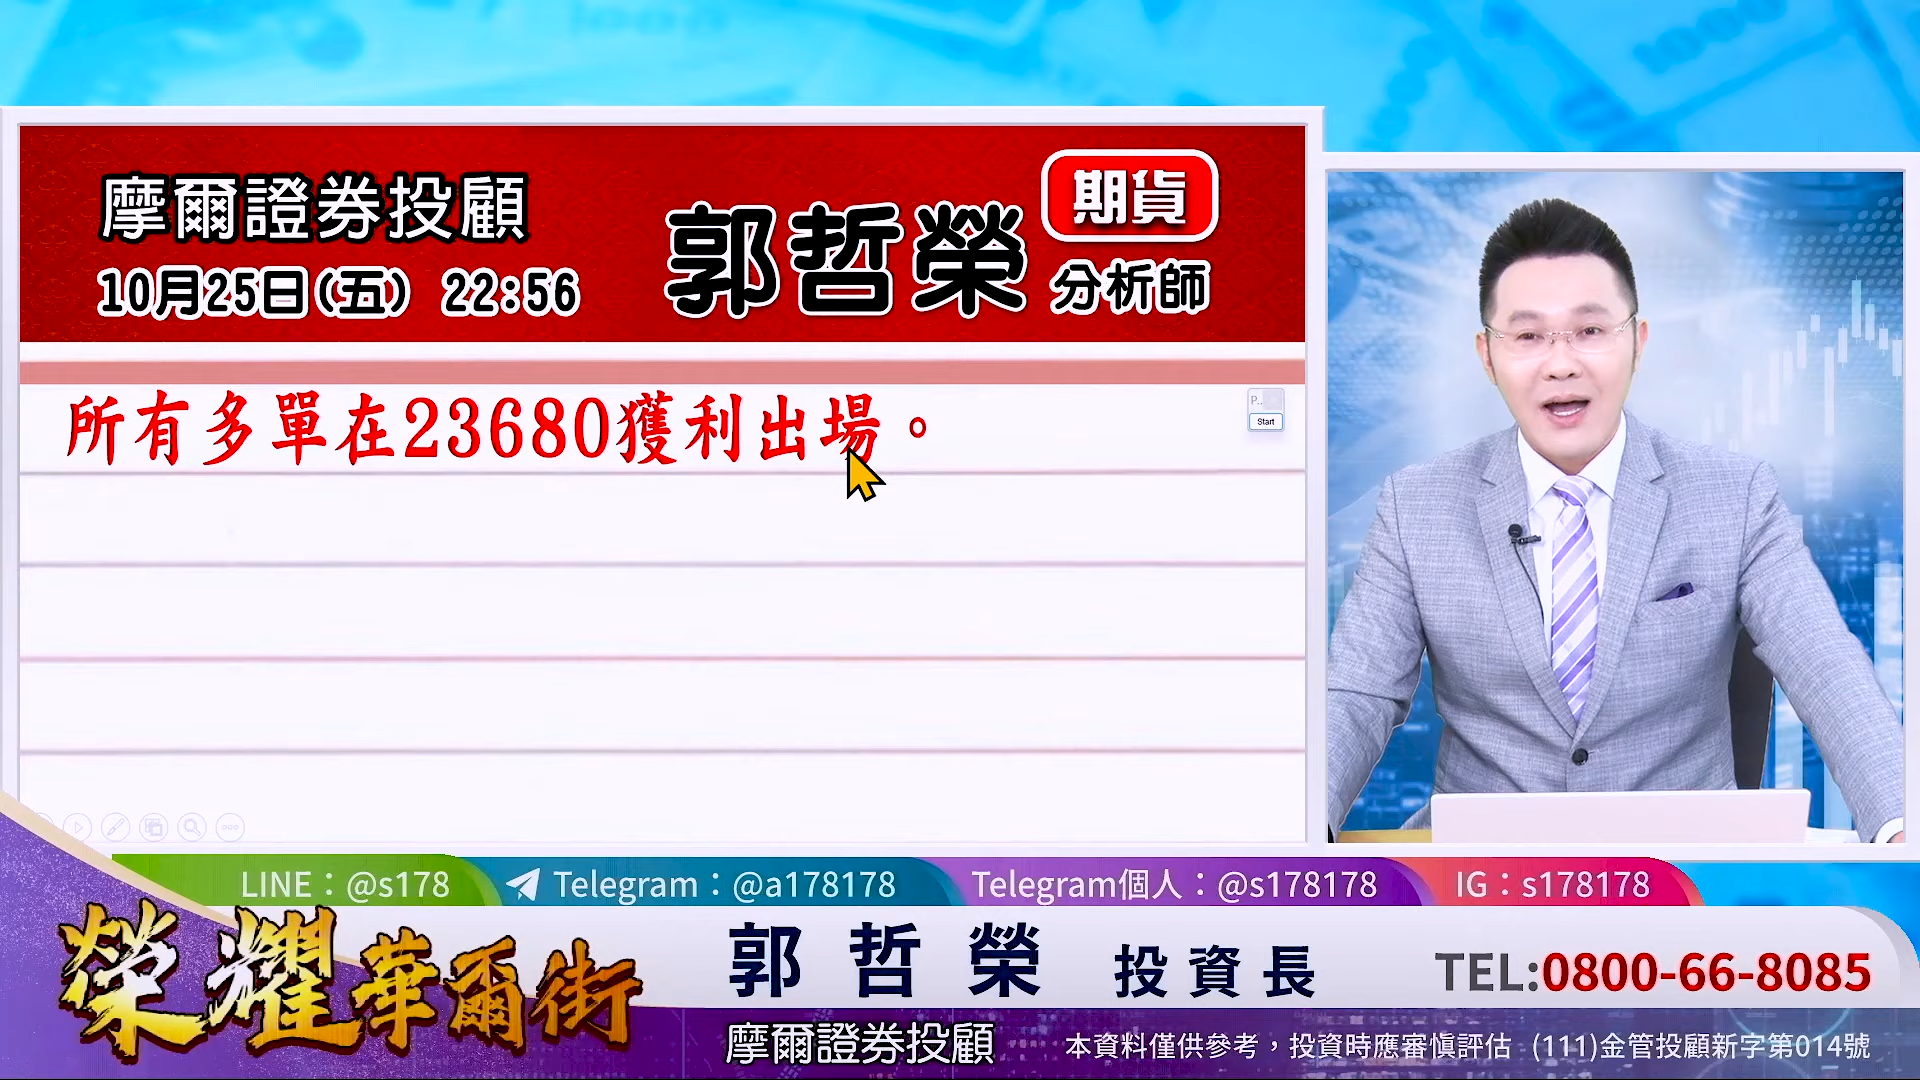 摩爾證券投顧
10月25日(五) 22:56
郭哲榮
期貨
分析師
所有多單在23680獲利出場。
P..
Start
LINE：@s178
Telegram：@a178178
Telegram個人：@s178178
IG：s178178
榮耀華爾街
郭哲榮 投資長
TEL:0800-66-8085
摩爾證券投顧
本資料僅供參考，投資時應審慎評估 (111)金管投顧新字第014號